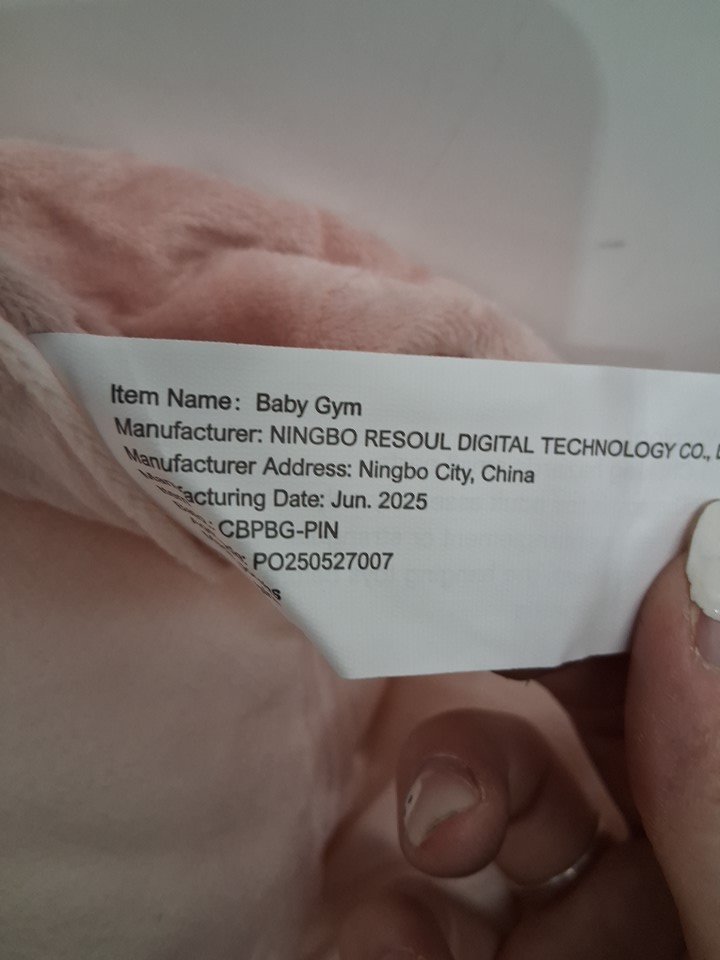 Item Name: Baby Gym
Manufacturer: NINGBO RESOUL DIGITAL TECHNOLOGY CO.,
Manufacturer Address: Ningbo City, China
acturing Date: Jun. 2025
CBPBG-PIN
PO250527007